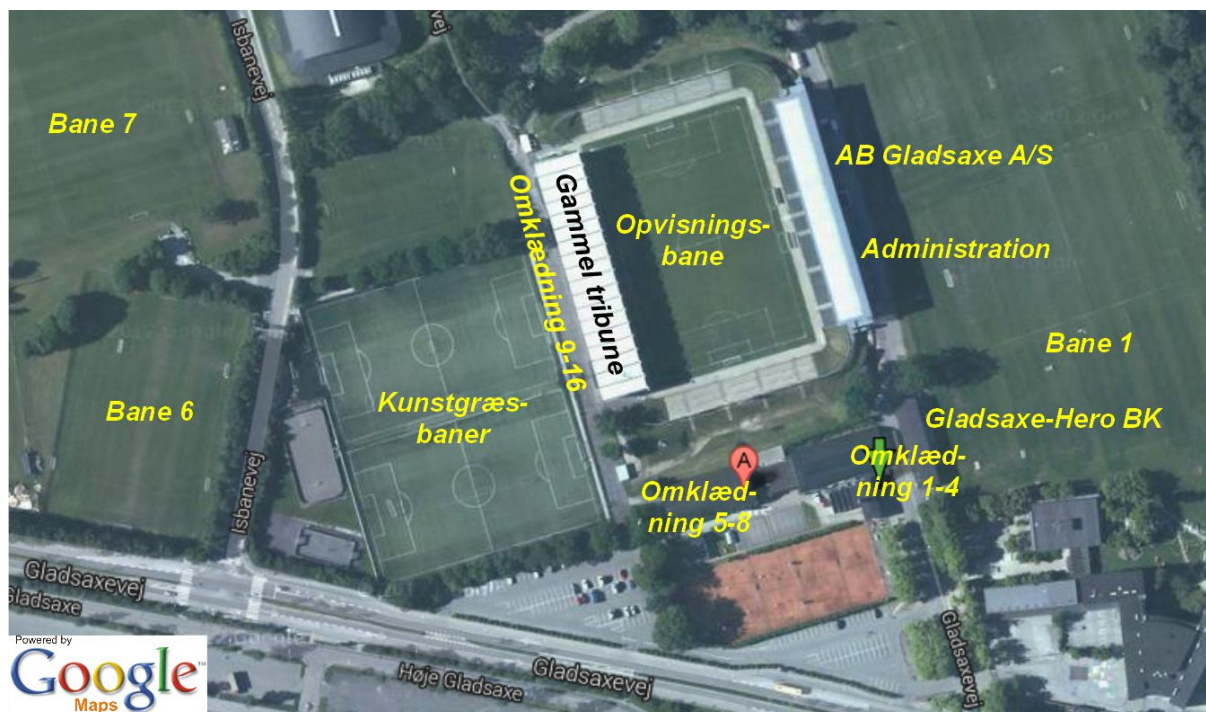 Isbanevej
vej
Bane 7
AB Gladsaxe A/S
Opvisnings-
bane
Administration
Gammel tribune
Omklædning 9-16
Bane 1
Bane 6
Kunstgræs-
baner
Gladsaxe-Hero BK
A
Omklæd-
ning 1-4
Omklæd-
ning 5-8
Isbanevej
Gladsaxevej
Gladsaxe
Gladsaxevej
Høje Gladsaxe
Gladsaxevej
Powered by
Google™
Maps